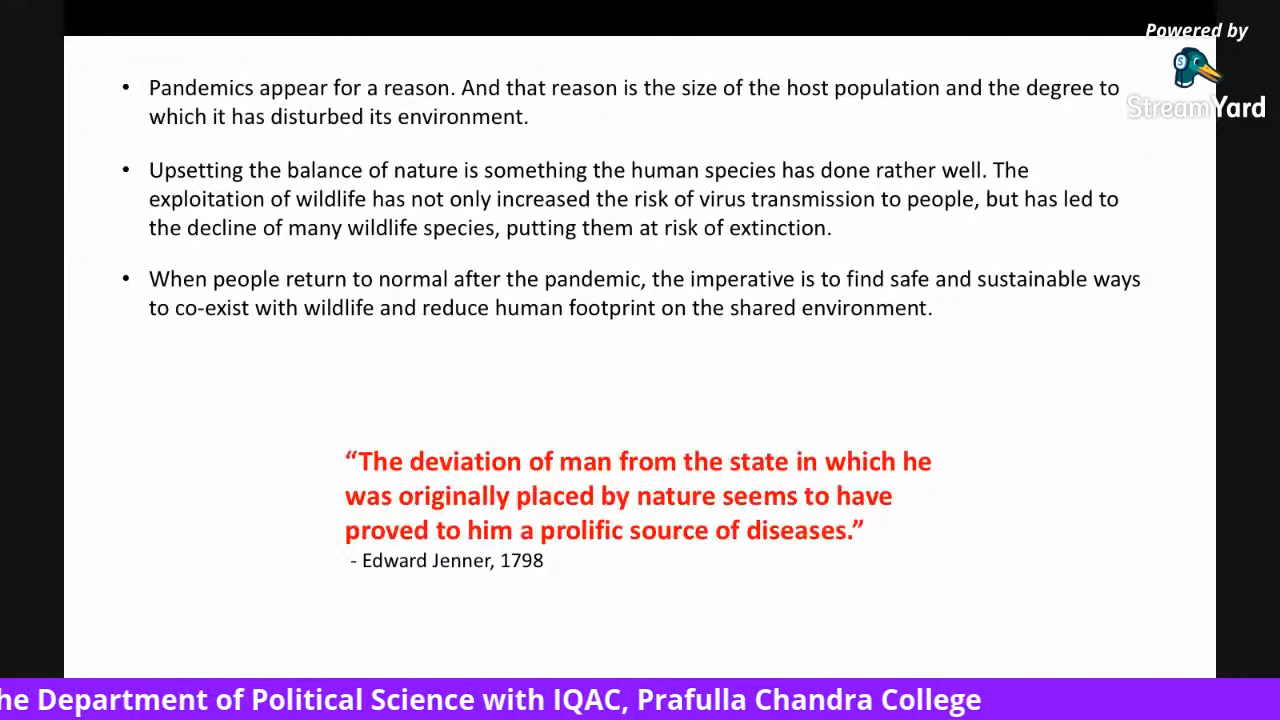 Powered by
StreamYard
• Pandemics appear for a reason. And that reason is the size of the host population and the degree to
which it has disturbed its environment.
• Upsetting the balance of nature is something the human species has done rather well. The
exploitation of wildlife has not only increased the risk of virus transmission to people, but has led to
the decline of many wildlife species, putting them at risk of extinction.
• When people return to normal after the pandemic, the imperative is to find safe and sustainable ways
to co-exist with wildlife and reduce human footprint on the shared environment.
“The deviation of man from the state in which he
was originally placed by nature seems to have
proved to him a prolific source of diseases.”
- Edward Jenner, 1798
he Department of Political Science with IQAC, Prafulla Chandra College